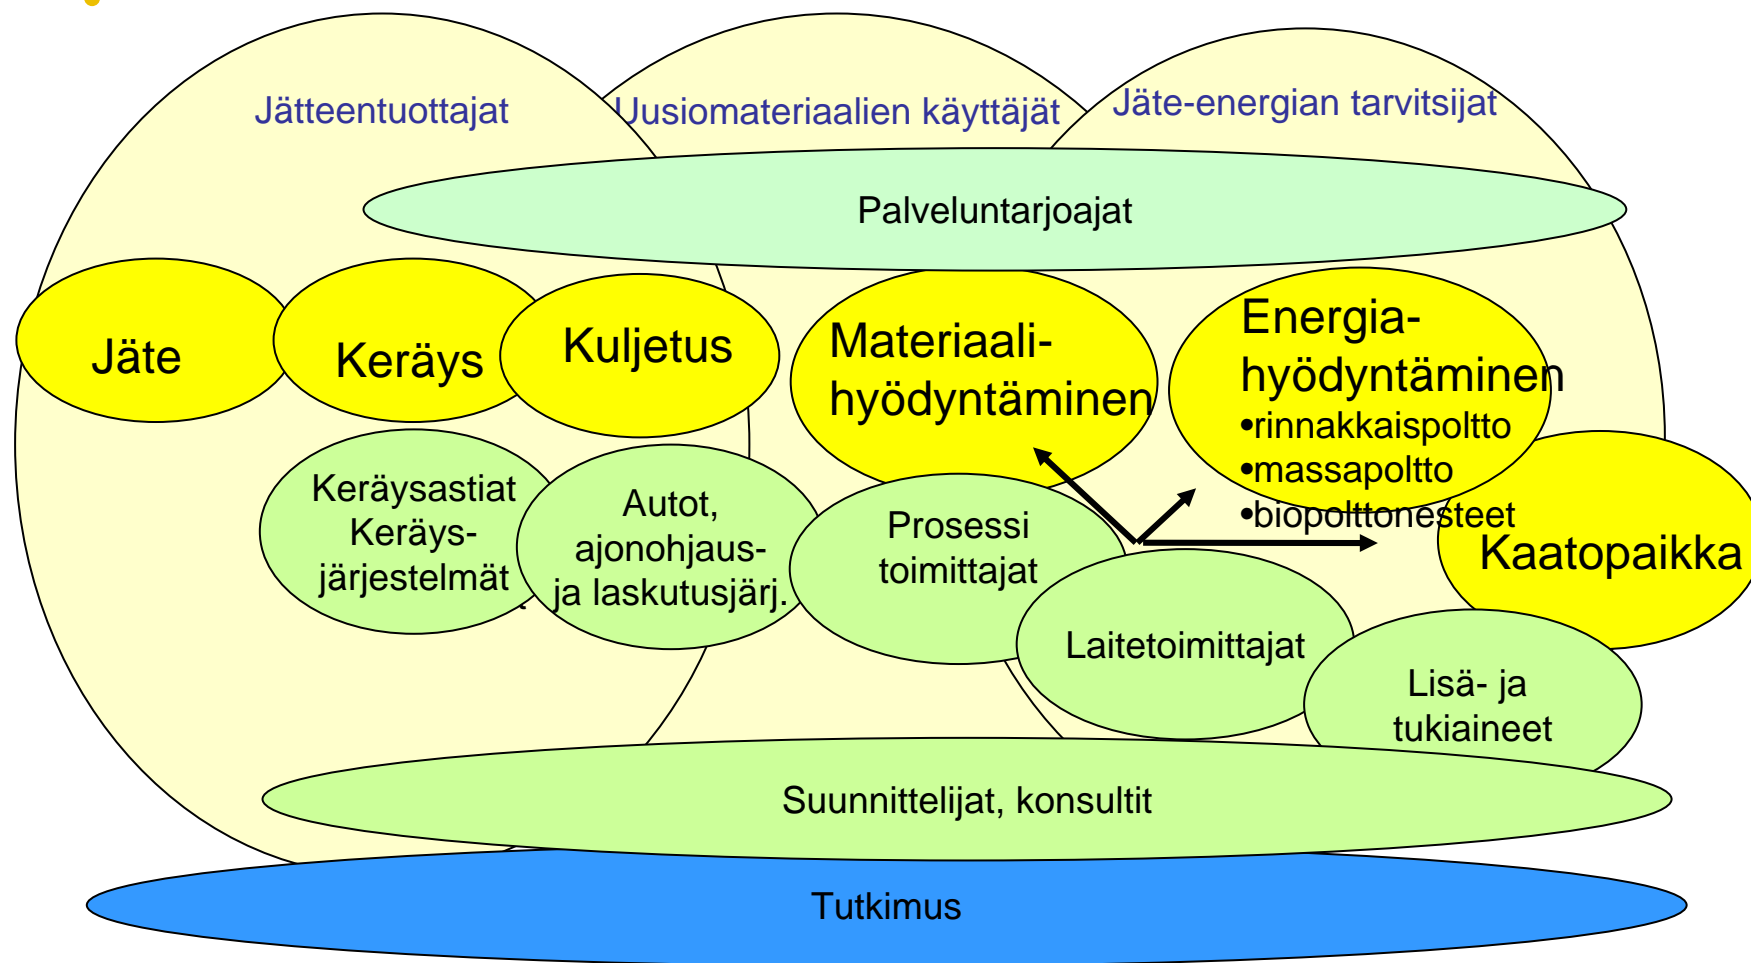 Jätteentuottajat
Uusiomateriaalien käyttäjät
Jäte-energian tarvitsijat
Palveluntarjoajat
Jäte
Keräys
Kuljetus
Materiaali-
hyödyntäminen
Energia-
hyödyntäminen
•rinnakkaispoltto
•massapoltto
•biopolttonesteet
Kaatopaikka
Keräysastiat
Keräys-
järjestelmät
Autot,
ajonohjaus-
ja laskutusjärj.
Prosessi
toimittajat
Laitetoimittajat
Lisä- ja
tukiaineet
Suunnittelijat, konsultit
Tutkimus